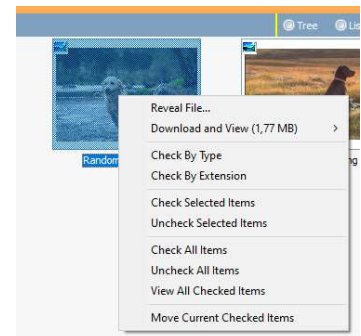 Tree
Reveal File...
Download and View (1,77 MB)
Check By Type
Random
Check By Extension
Check Selected Items
Uncheck Selected Items
Check All Items
Uncheck All Items
View All Checked Items
Move Current Checked Items